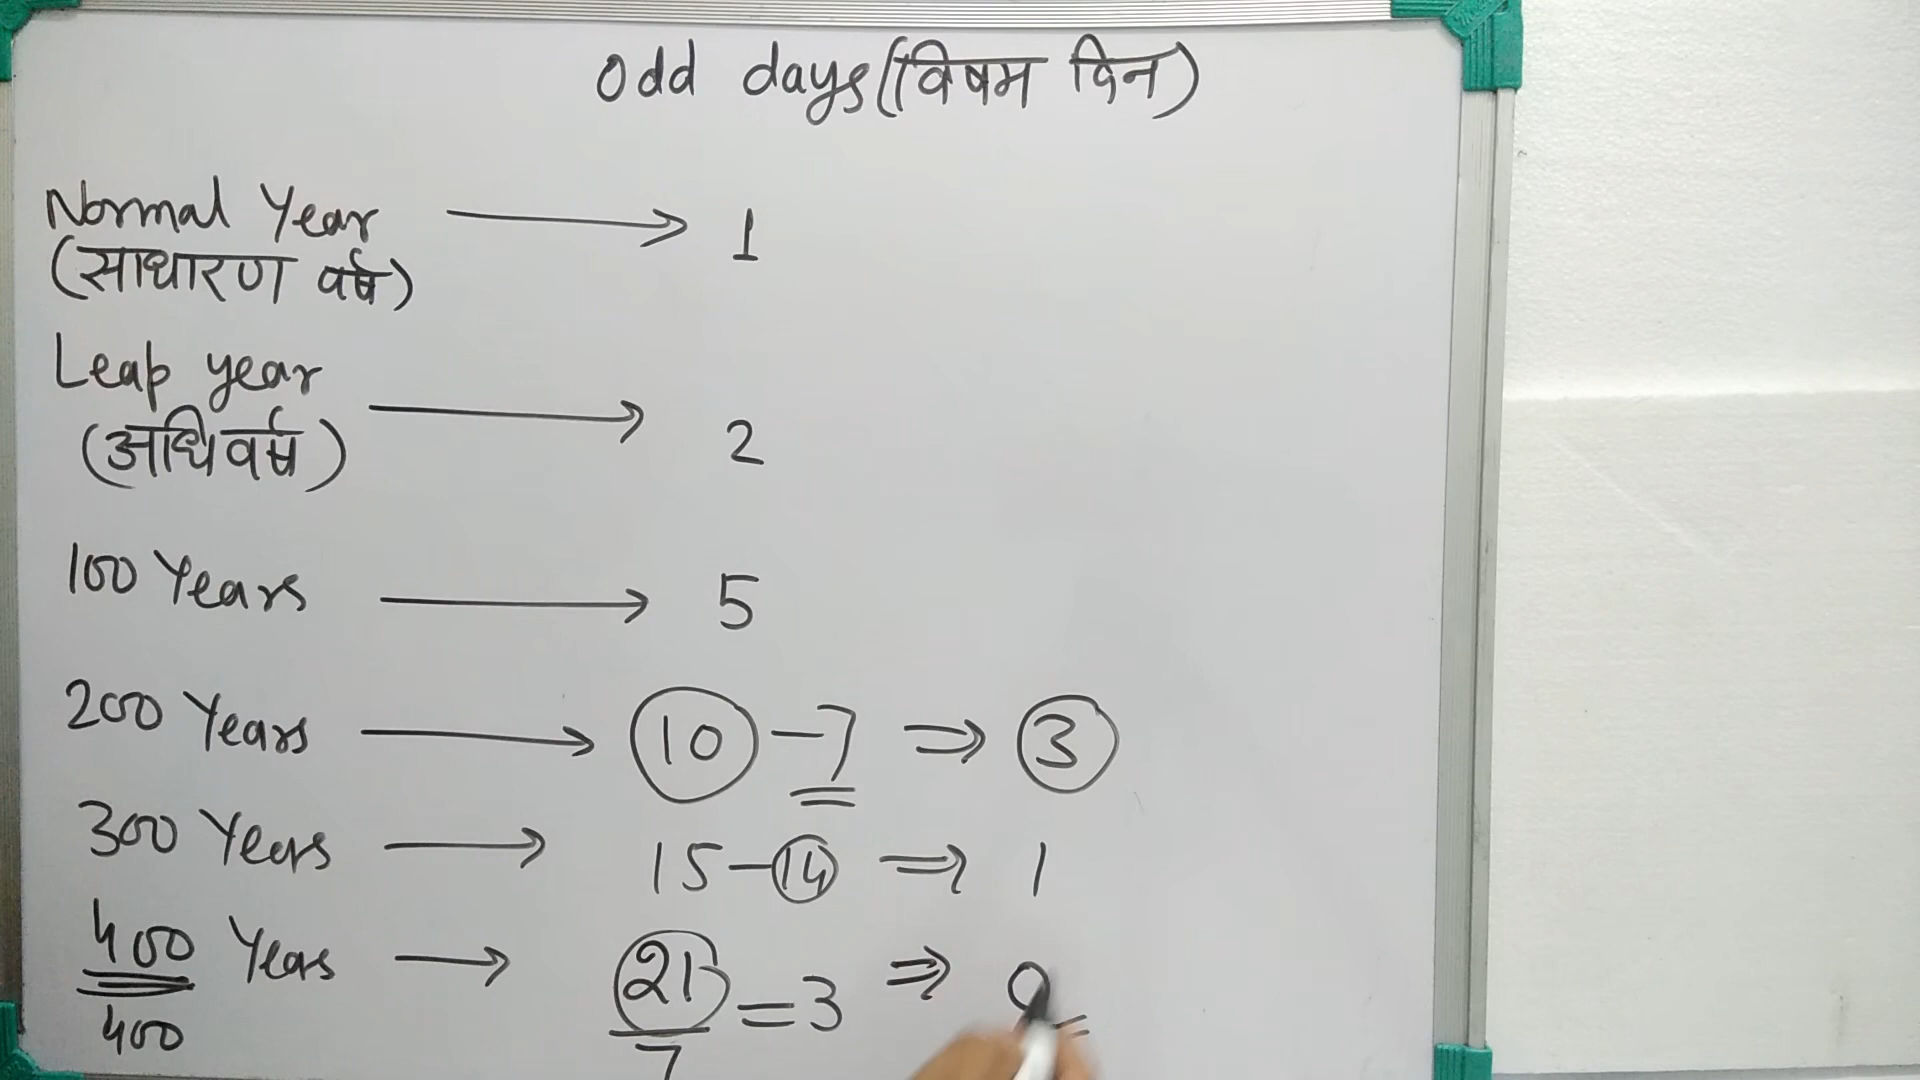 Odd days (विषम दिन)
Normal Year → 1
(साधारण वर्ष)
Leap year
(अधिवर्ष) → 2
100 Years → 5
200 Years → 10 - 7 ⇒ 3
300 Years → 15 - 14 ⇒ 1
400 Years → 21 = 3 ⇒ 0
400
7